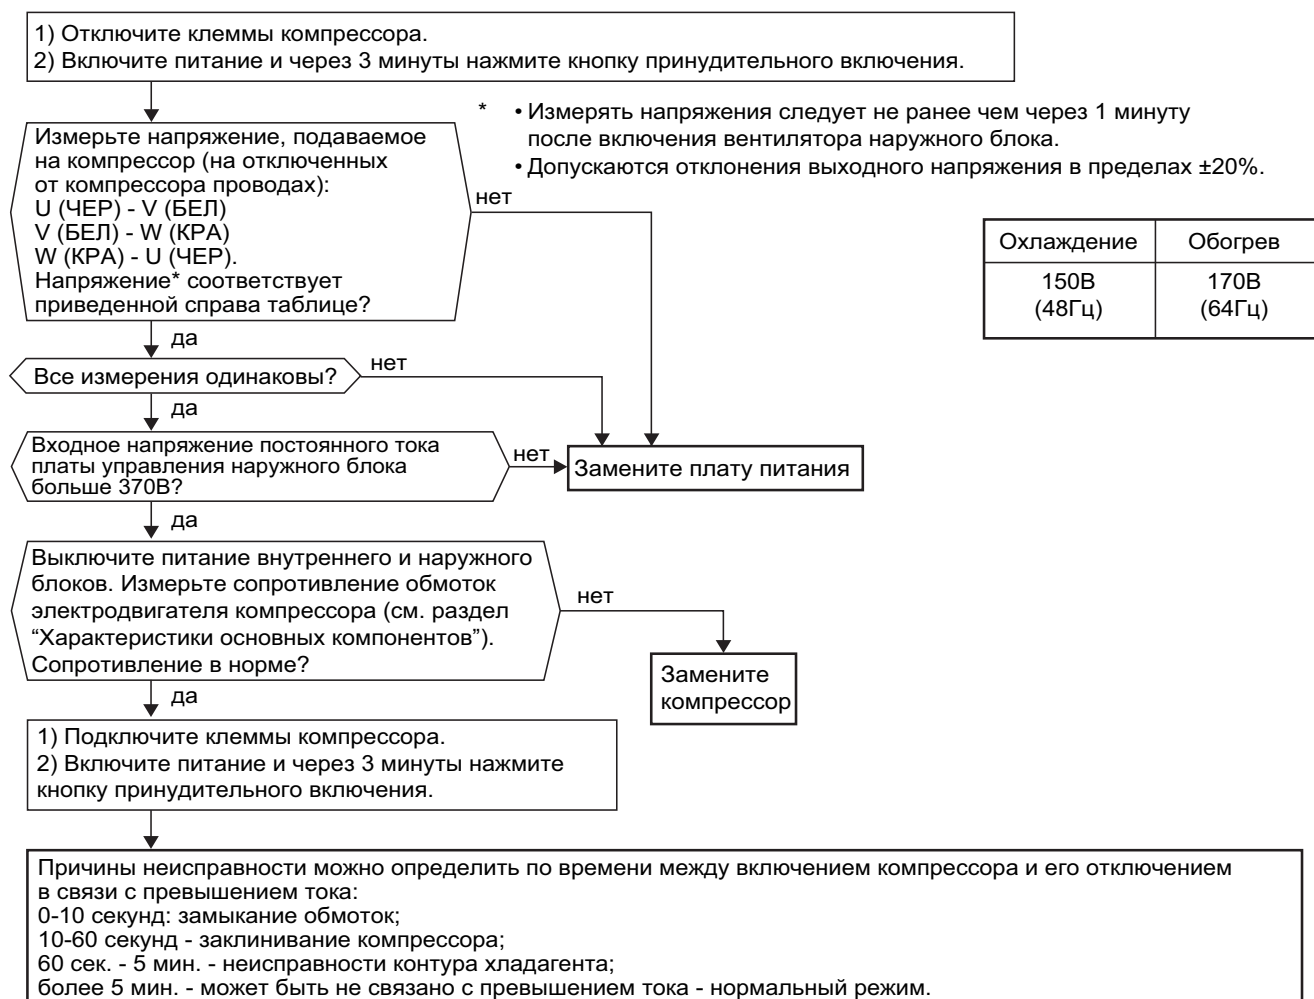 1) Отключите клеммы компрессора.
2) Включите питание и через 3 минуты нажмите кнопку принудительного включения.
* • Измерять напряжения следует не ранее чем через 1 минуту
после включения вентилятора наружного блока.
• Допускаются отклонения выходного напряжения в пределах ±20%.
Измерьте напряжение, подаваемое
на компрессор (на отключенных
от компрессора проводах):
U (ЧЕР) - V (БЕЛ)
V (БЕЛ) - W (КРА)
W (КРА) - U (ЧЕР).
Напряжение* соответствует
приведенной справа таблице?
нет
Охлаждение Обогрев
150В 170В
(48Гц) (64Гц)
да
Все измерения одинаковы?
нет
да
Входное напряжение постоянного тока
платы управления наружного блока
больше 370В?
нет
Замените плату питания
да
Выключите питание внутреннего и наружного
блоков. Измерьте сопротивление обмоток
электродвигателя компрессора (см. раздел
“Характеристики основных компонентов”).
Сопротивление в норме?
нет
Замените
компрессор
да
1) Подключите клеммы компрессора.
2) Включите питание и через 3 минуты нажмите
кнопку принудительного включения.
Причины неисправности можно определить по времени между включением компрессора и его отключением
в связи с превышением тока:
0-10 секунд: замыкание обмоток;
10-60 секунд - заклинивание компрессора;
60 сек. - 5 мин. - неисправности контура хладагента;
более 5 мин. - может быть не связано с превышением тока - нормальный режим.